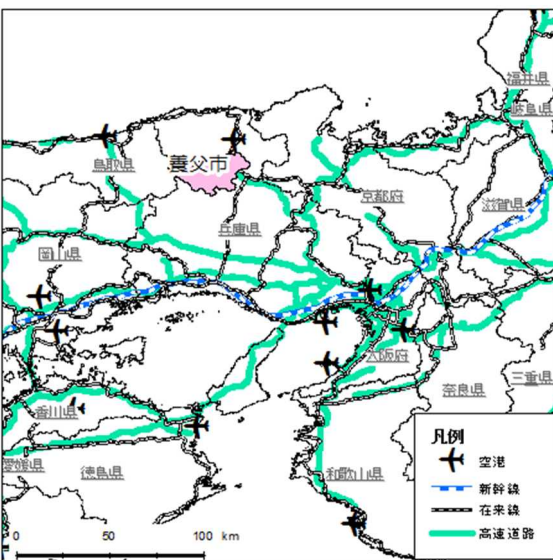 福井県
岐阜県
鳥取県
養父市
京都府
滋賀県
兵庫県
岡山県
大阪府
三重県
奈良県
香川県
愛媛県
徳島県
和歌山県
凡例
空港
新幹線
在来線
高速道路
0 50 100 km